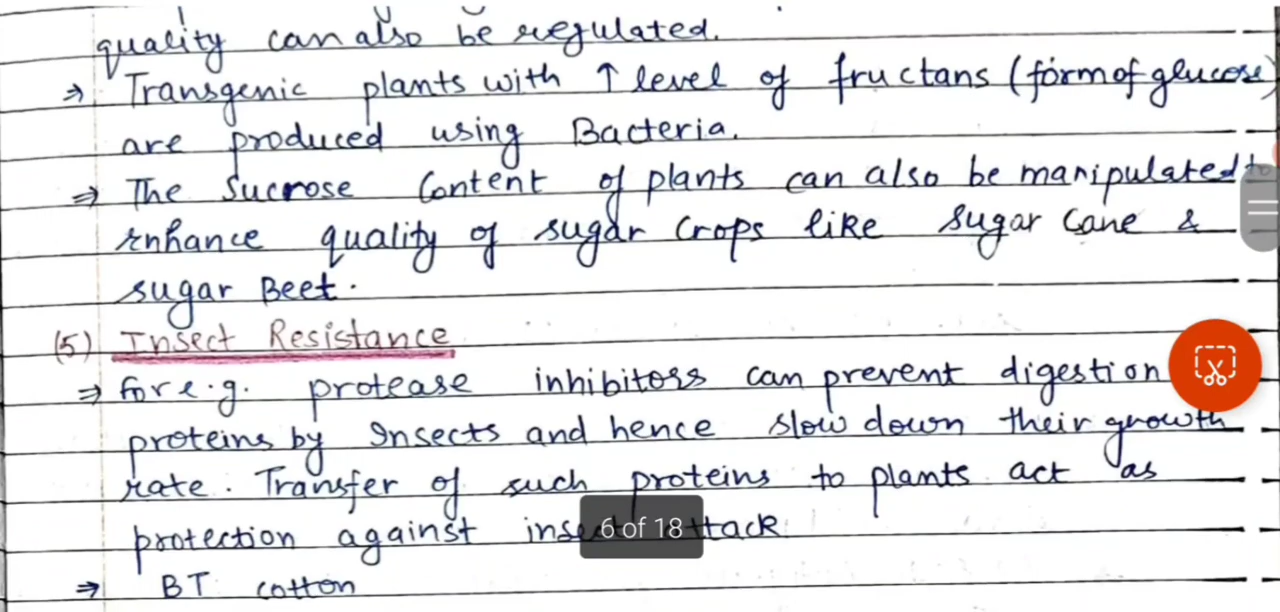 quality can also be regulated.
⇒ Transgenic plants with ↑ level of fructans (form of glucose)
are produced using Bacteria.
⇒ The Sucrose Content of plants can also be manipulated to
enhance quality of sugar Crops like Sugar Cane &
sugar Beet.
(5) Insect Resistance
⇒ for e.g. protease inhibitors can prevent digestion
proteins by Insects and hence slow down their growth
rate. Transfer of such proteins to plants act as
protection against insect attack
6 of 18
⇒ BT cotton